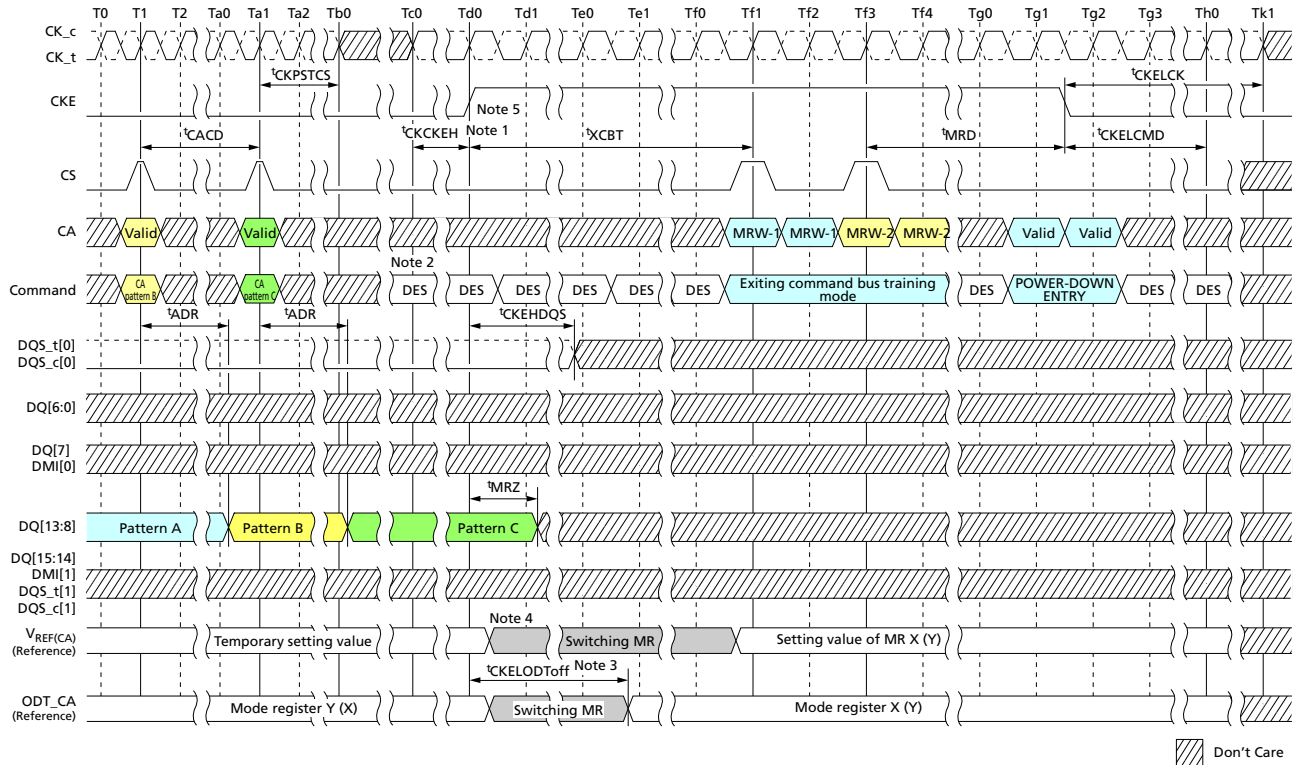 T0 T1 T2 Ta0 Ta1 Ta2 Tb0 Tc0 Td0 Td1 Te0 Te1 Tf0 Tf1 Tf2 Tf3 Tf4 Tg0 Tg1 Tg2 Tg3 Th0 Tk1
CK_c
CK_t
tCKPSTCS
tCKELCK
CKE
Note 5
tCACD
tCKCKEH
Note 1
tXCBT
tMRD
tCKELCMD
CS
CA
Valid
Valid
MRW-1
MRW-1
MRW-2
MRW-2
Valid
Valid
Note 2
Command
CA
pattern B
CA
pattern C
DES
DES
DES
DES
DES
Exiting command bus training
mode
DES
POWER-DOWN
ENTRY
DES
DES
tADR
tADR
tCKEHDQS
DQS_t[0]
DQS_c[0]
DQ[6:0]
DQ[7]
DMI[0]
tMRZ
DQ[13:8]
Pattern A
Pattern B
Pattern C
DQ[15:14]
DMI[1]
DQS_t[1]
DQS_c[1]
Note 4
VREF(CA)
(Reference)
Temporary setting value
Switching MR
Setting value of MR X (Y)
tCKELODToff
Note 3
ODT_CA
(Reference)
Mode register Y (X)
Switching MR
Mode register X (Y)
Don't Care